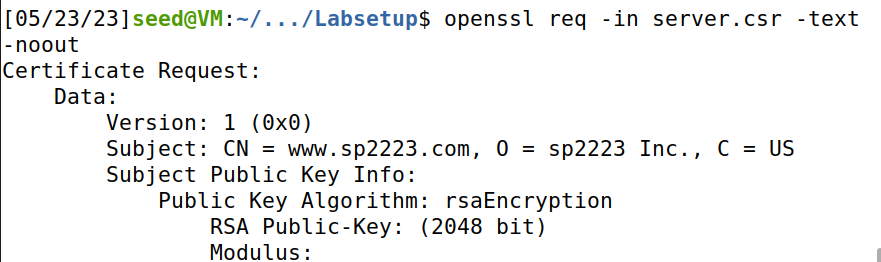 [05/23/23]seed@VM:~/.../Labsetup$ openssl req -in server.csr -text
-noout
Certificate Request:
    Data:
        Version: 1 (0x0)
        Subject: CN = www.sp2223.com, O = sp2223 Inc., C = US
        Subject Public Key Info:
            Public Key Algorithm: rsaEncryption
                RSA Public-Key: (2048 bit)
                Modulus: